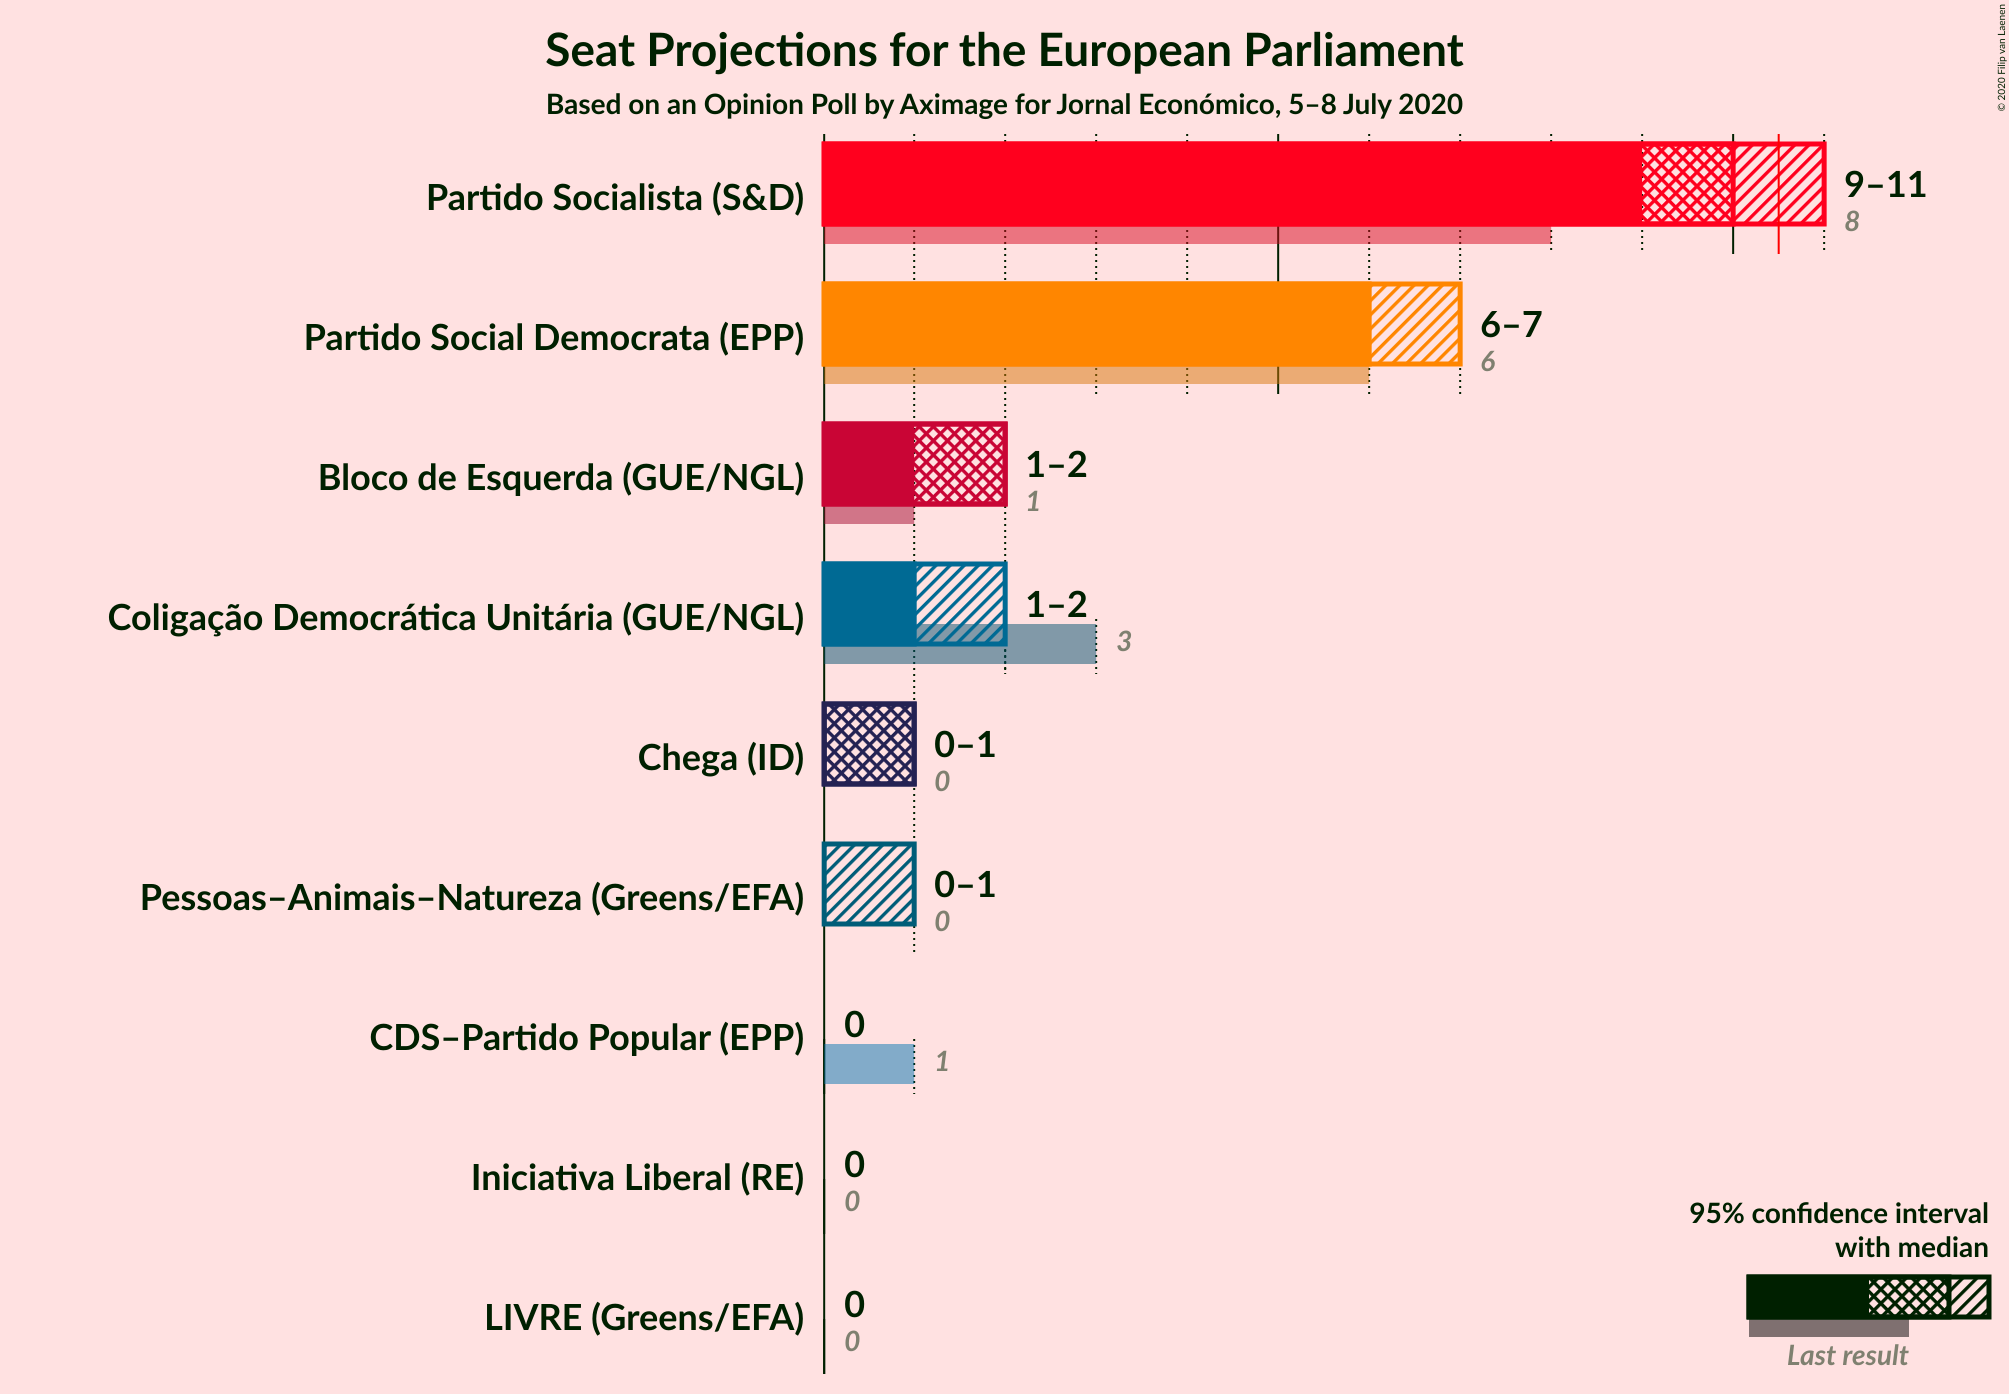 Seat Projections for the European Parliament
Based on an Opinion Poll by Aximage for Jornal Económico, 5–8 July 2020
© 2020 Filip van Laenen
Partido Socialista (S&D)
9–11
8
Partido Social Democrata (EPP)
6–7
6
Bloco de Esquerda (GUE/NGL)
1–2
1
Coligação Democrática Unitária (GUE/NGL)
1–2
3
Chega (ID)
0–1
0
Pessoas–Animais–Natureza (Greens/EFA)
0–1
0
CDS–Partido Popular (EPP)
0
1
Iniciativa Liberal (RE)
0
0
LIVRE (Greens/EFA)
0
0
95% confidence interval
with median
Last result